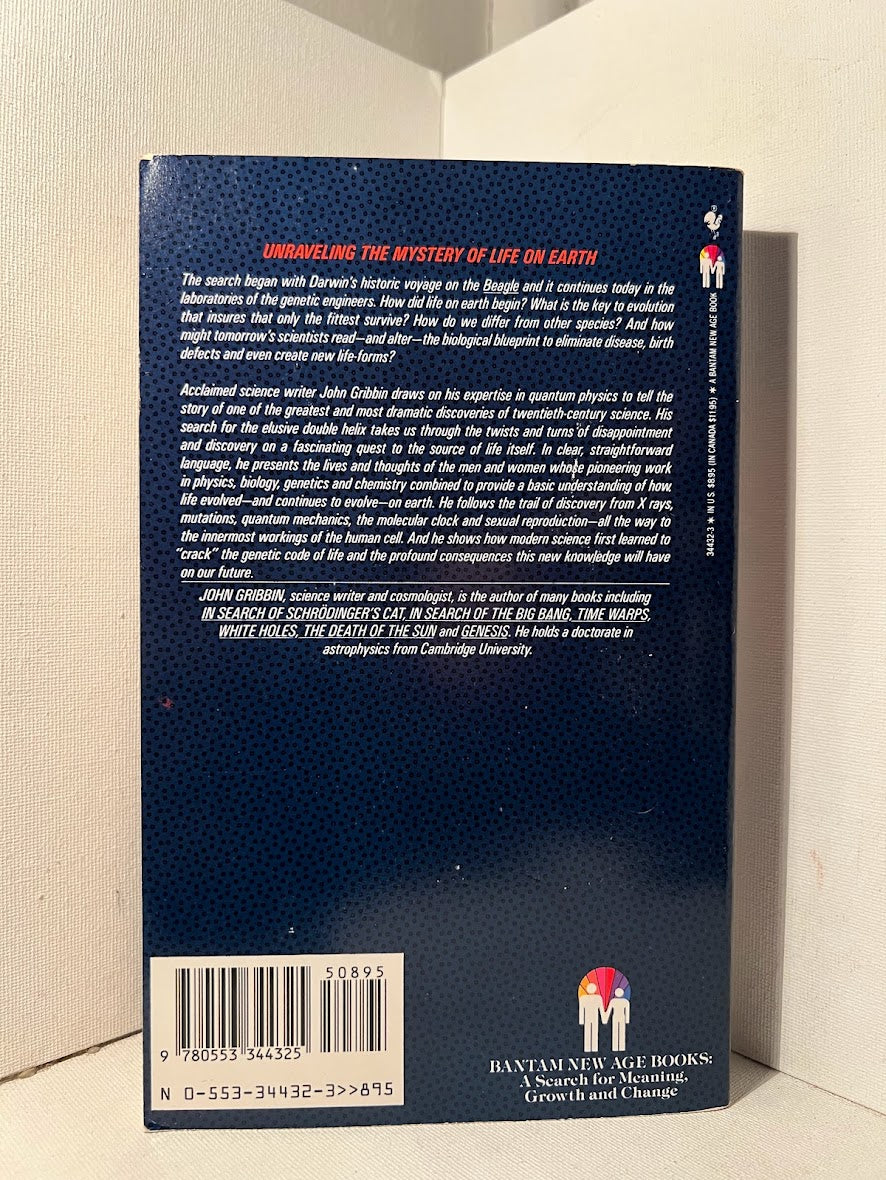 UNRAVELING THE MYSTERY OF LIFE ON EARTH
The search began with Darwin's historic voyage on the Beagle and it continues today in the
laboratories of the genetic engineers. How did life on earth begin? What is the key to evolution
that insures that only the fittest survive? How do we differ from other species? And how
might tomorrow's scientists read—and alter—the biological blueprint to eliminate disease, birth
defects and even create new life-forms?
Acclaimed science writer John Gribbin draws on his expertise in quantum physics to tell the
story of one of the greatest and most dramatic discoveries of twentieth-century science. His
search for the elusive double helix takes us through the twists and turns of disappointment
and discovery on a fascinating quest to the source of life itself. In clear, straightforward
language, he presents the lives and thoughts of the men and women whose pioneering work
in physics, biology, genetics and chemistry combined to provide a basic understanding of how
life evolved—and continues to evolve—on earth. He follows the trail of discovery from X rays,
mutations, quantum mechanics, the molecular clock and sexual reproduction—all the way to
the innermost workings of the human cell. And he shows how modern science first learned to
"crack" the genetic code of life and the profound consequences this new knowledge will have
on our future.
JOHN GRIBBIN, science writer and cosmologist, is the author of many books including
IN SEARCH OF SCHRÖDINGER'S CAT, IN SEARCH OF THE BIG BANG, TIME WARPS,
WHITE HOLES, THE DEATH OF THE SUN and GENESIS. He holds a doctorate in
astrophysics from Cambridge University.
34432-3 ★ IN U.S. $8.95 (IN CANADA $11.95) ★ A BANTAM NEW AGE BOOK
50895
9 780553 344325
N 0-553-34432-3>>895
BANTAM NEW AGE BOOKS:
A Search for Meaning,
Growth and Change